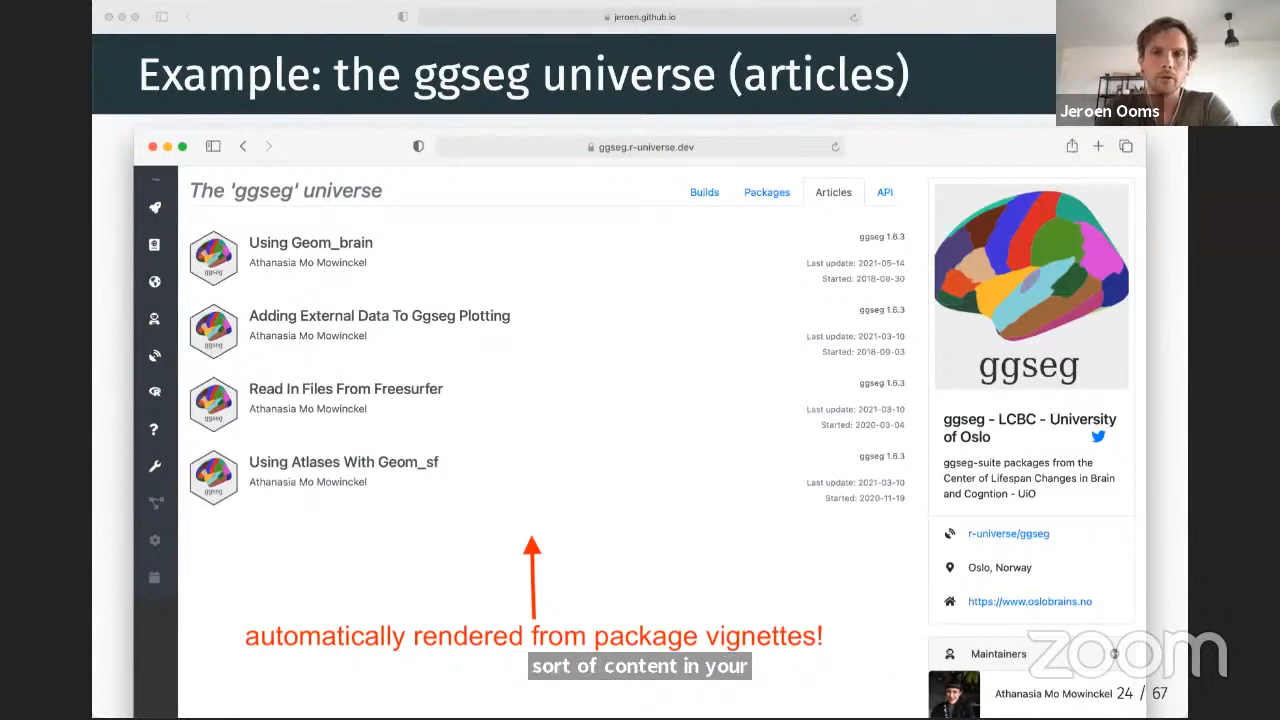 jeroen.github.io
Example: the ggseg universe (articles)
Jeroen Ooms
ggseg.r-universe.dev
The 'ggseg' universe
Builds
Packages
Articles
API
Using Geom_brain
Athanasia Mo Mowinckel
ggseg 1.6.3
Last update: 2021-05-14
Started: 2018-08-30
Adding External Data To Ggseg Plotting
Athanasia Mo Mowinckel
ggseg 1.6.3
Last update: 2021-03-10
Started: 2018-09-03
Read In Files From Freesurfer
Athanasia Mo Mowinckel
ggseg 1.6.3
Last update: 2021-03-10
Started: 2020-03-04
Using Atlases With Geom_sf
Athanasia Mo Mowinckel
ggseg 1.6.3
Last update: 2021-03-10
Started: 2020-11-19
ggseg
ggseg
ggseg
ggseg
ggseg
ggseg - LCBC - University
of Oslo
ggseg-suite packages from the
Center of Lifespan Changes in Brain
and Cogntion - UiO
r-universe/ggseg
Oslo, Norway
https://www.oslobrains.no
Maintainers
Athanasia Mo Mowinckel
automatically rendered from package vignettes!
sort of content in your
zoom
24 / 67